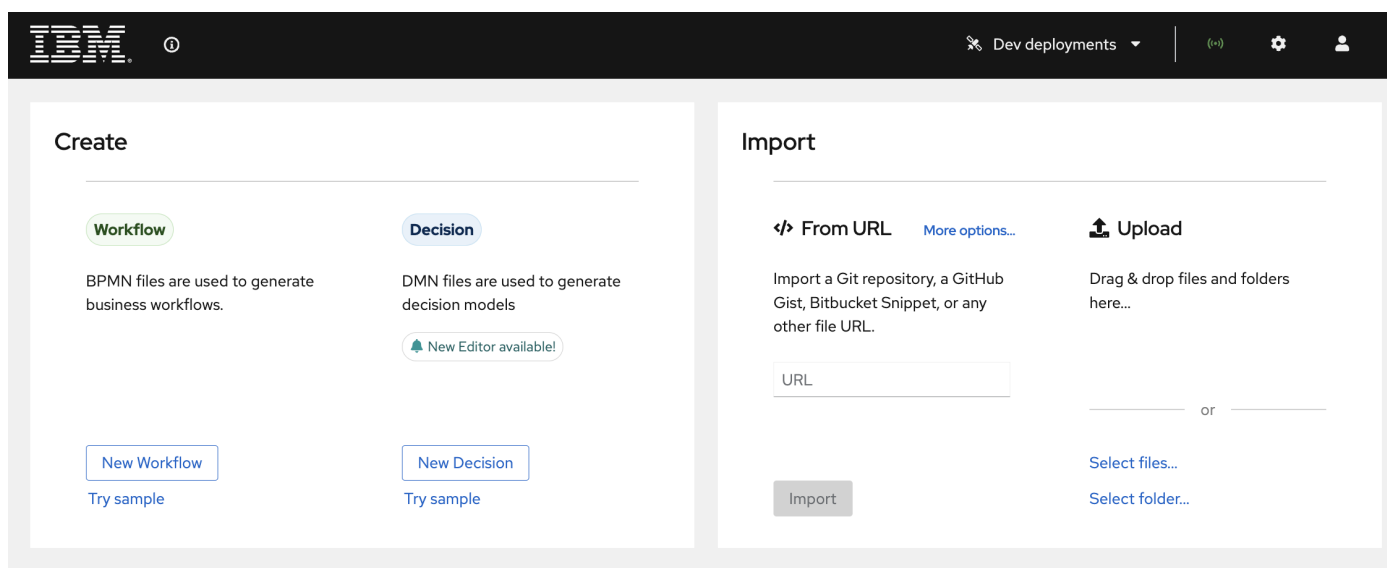 IBM
Dev deployments
Create
Workflow
BPMN files are used to generate
business workflows.
New Workflow
Try sample
Decision
DMN files are used to generate
decision models
New Editor available!
New Decision
Try sample
Import
From URL
More options...
Import a Git repository, a GitHub
Gist, Bitbucket Snippet, or any
other file URL.
URL
Import
Upload
Drag & drop files and folders
here...
or
Select files...
Select folder...